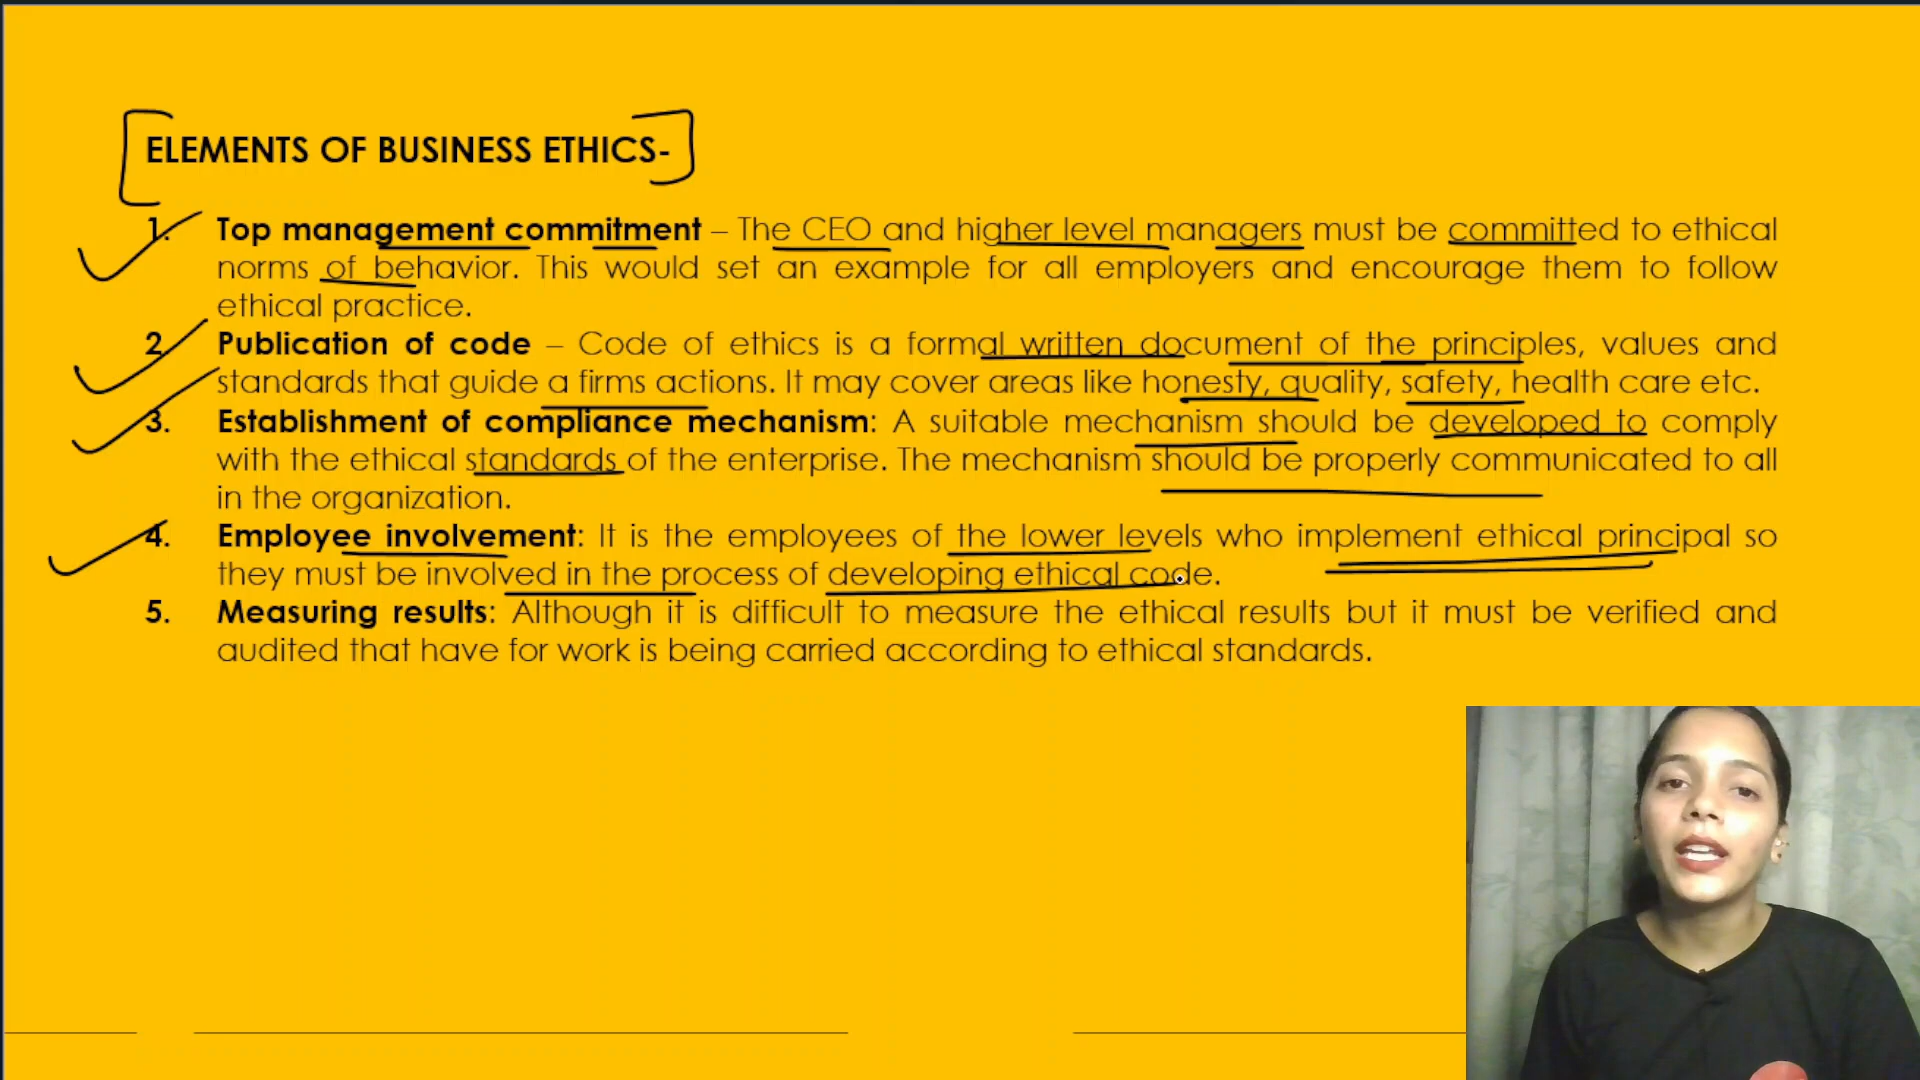 ELEMENTS OF BUSINESS ETHICS-
1. Top management commitment – The CEO and higher level managers must be committed to ethical
norms of behavior. This would set an example for all employers and encourage them to follow
ethical practice.
2. Publication of code – Code of ethics is a formal written document of the principles, values and
standards that guide a firms actions. It may cover areas like honesty, quality, safety, health care etc.
3. Establishment of compliance mechanism: A suitable mechanism should be developed to comply
with the ethical standards of the enterprise. The mechanism should be properly communicated to all
in the organization.
4. Employee involvement: It is the employees of the lower levels who implement ethical principal so
they must be involved in the process of developing ethical code.
5. Measuring results: Although it is difficult to measure the ethical results but it must be verified and
audited that have for work is being carried according to ethical standards.